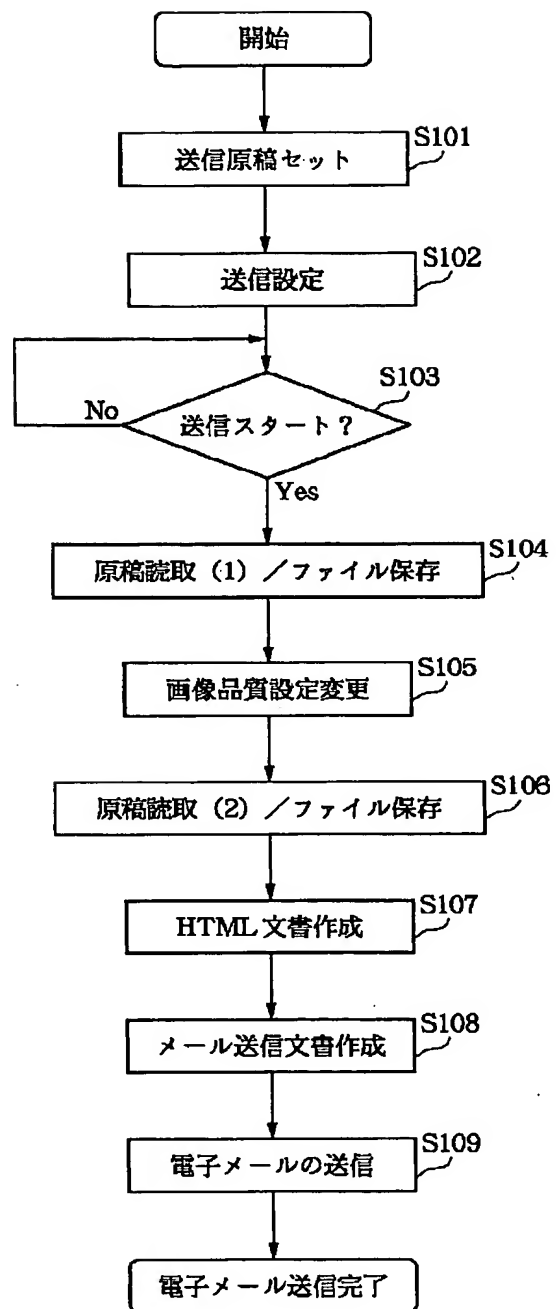 開始
S101
送信原稿セット
S102
送信設定
S103
送信スタート?
No
Yes
S104
原稿読取(1)/ファイル保存
S105
画像品質設定変更
S106
原稿読取(2)/ファイル保存
S107
HTML文書作成
S108
メール送信文書作成
S109
電子メールの送信
電子メール送信完了